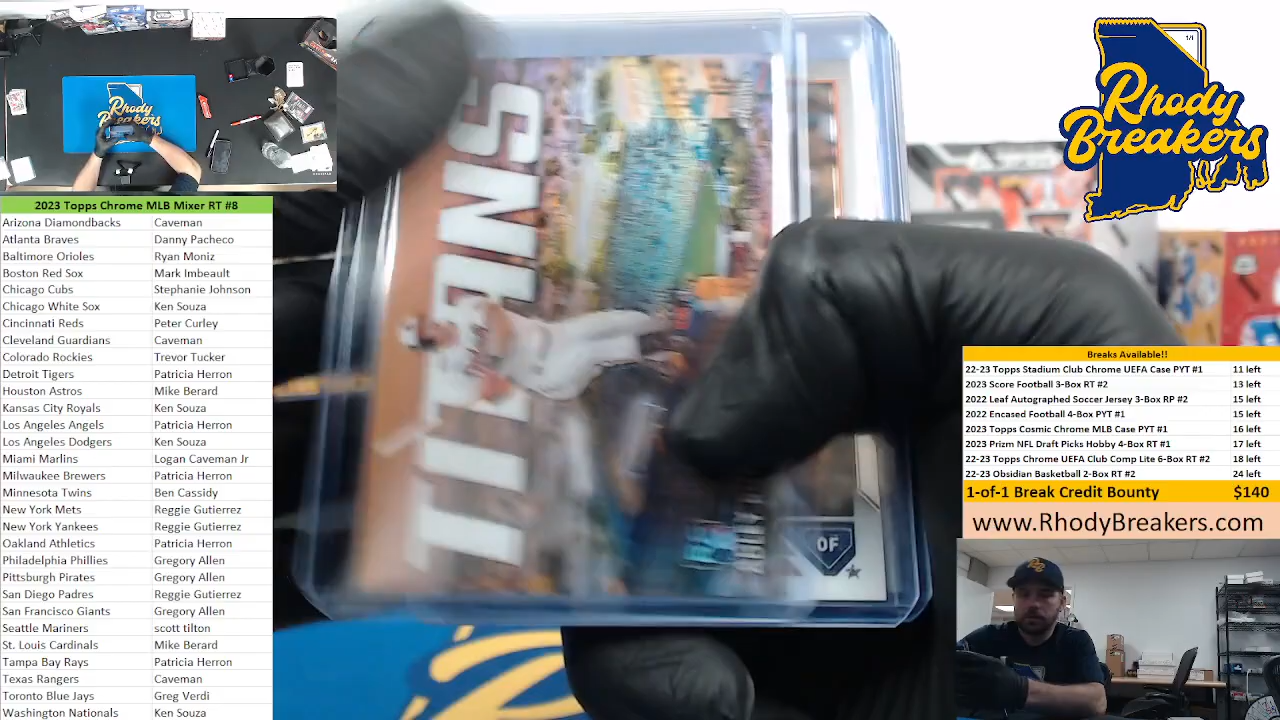 Rhody
Breakers
1/1
Rhody
Breakers
2023 Topps Chrome MLB Mixer RT #8
Arizona Diamondbacks Caveman
Atlanta Braves Danny Pacheco
Baltimore Orioles Ryan Moniz
Boston Red Sox Mark Imbeault
Chicago Cubs Stephanie Johnson
Chicago White Sox Ken Souza
Cincinnati Reds Peter Curley
Cleveland Guardians Caveman
Colorado Rockies Trevor Tucker
Detroit Tigers Patricia Herron
Houston Astros Mike Berard
Kansas City Royals Ken Souza
Los Angeles Angels Patricia Herron
Los Angeles Dodgers Ken Souza
Miami Marlins Logan Caveman Jr
Milwaukee Brewers Patricia Herron
Minnesota Twins Ben Cassidy
New York Mets Reggie Gutierrez
New York Yankees Reggie Gutierrez
Oakland Athletics Patricia Herron
Philadelphia Phillies Gregory Allen
Pittsburgh Pirates Gregory Allen
San Diego Padres Reggie Gutierrez
San Francisco Giants Gregory Allen
Seattle Mariners scott tilton
St. Louis Cardinals Mike Berard
Tampa Bay Rays Patricia Herron
Texas Rangers Caveman
Toronto Blue Jays Greg Verdi
Washington Nationals Ken Souza
OF
Breaks Available!!
22-23 Topps Stadium Club Chrome UEFA Case PYT #1 11 left
2023 Score Football 3-Box RT #2 13 left
2022 Leaf Autographed Soccer Jersey 3-Box RP #2 15 left
2022 Encased Football 4-Box PYT #1 15 left
2023 Topps Cosmic Chrome MLB Case PYT #1 16 left
2023 Prizm NFL Draft Picks Hobby 4-Box RT #1 17 left
22-23 Topps Chrome UEFA Club Comp Lite 6-Box RT #2 18 left
22-23 Obsidian Basketball 2-Box RT #2 24 left
1-of-1 Break Credit Bounty $140
www.RhodyBreakers.com